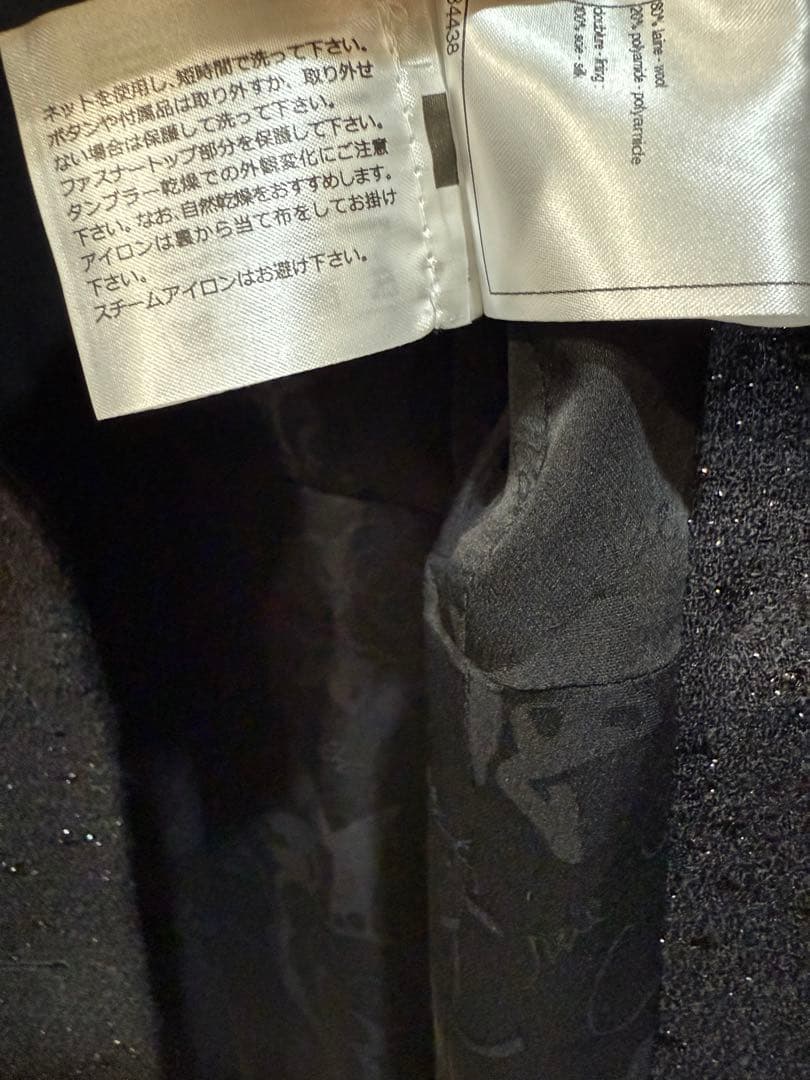 ネットを使用し、短時間で洗って下さい。
ボタンや付属品は取り外すか、取り外せ
ない場合は保護して洗って下さい。
ファスナートップ部分を保護して下さい。
タンブラー乾燥での外観変化にご注意
下さい。なお、自然乾燥をおすすめします。
アイロンは裏から当て布をしてお掛け
下さい。
スチームアイロンはお避け下さい。
84438
80% laine - wool
20% polyamide - polyamide
doublure - lining :
100% soie - silk